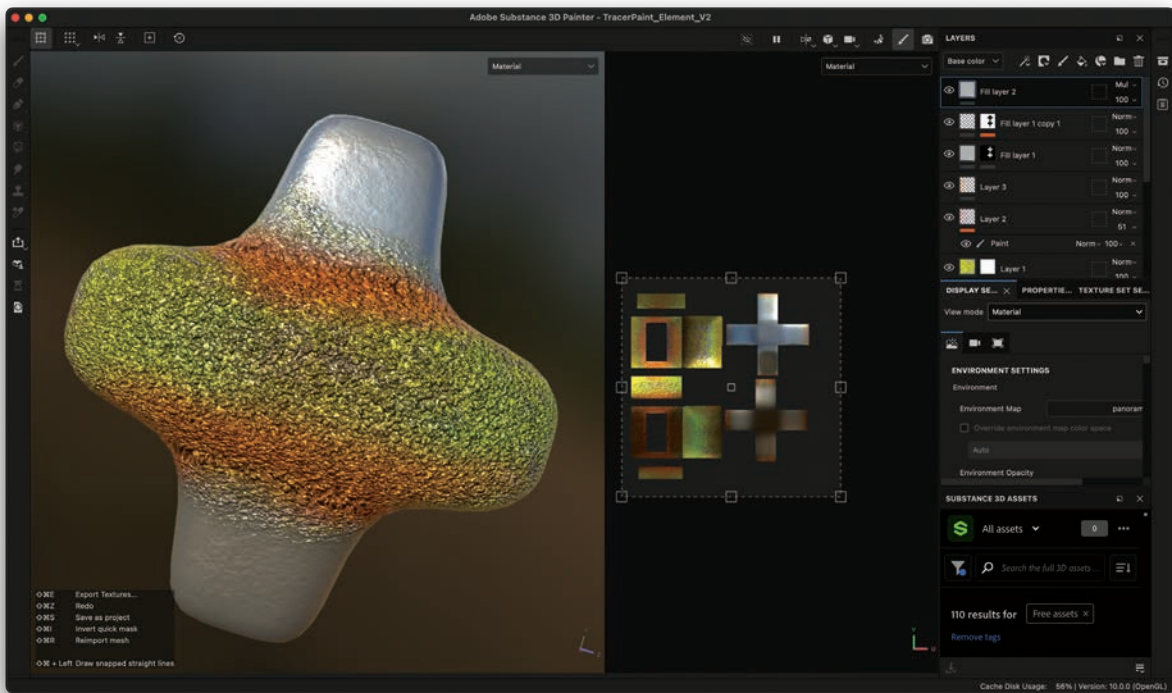 Adobe Substance 3D Painter - TracerPaint_Element_V2
Material
Material
LAYERS
Base color
Fill layer 2
Mul
100
Fill layer 1 copy 1
Norm
100
Fill layer 1
Norm
100
Layer 3
Norm
100
Layer 2
Norm
51
Paint
Norm
100
Layer 1
Norm
100
DISPLAY SE...
PROPERTIE...
TEXTURE SET SE...
View mode
Material
ENVIRONMENT SETTINGS
Environment
Environment Map
panoram
Override environment map color space
Auto
Environment Opacity
SUBSTANCE 3D ASSETS
All assets
0
Search the full 3D assets ...
110 results for
Free assets ×
Remove tags
⇧⌘E Export Textures...
⇧⌘Z Redo
⇧⌘S Save as project
⇧⌘I Invert quick mask
⇧⌘R Reimport mesh
⇧⌘ + Left Draw snapped straight lines
Cache Disk Usage: 56% | Version: 10.0.0 (OpenGL)